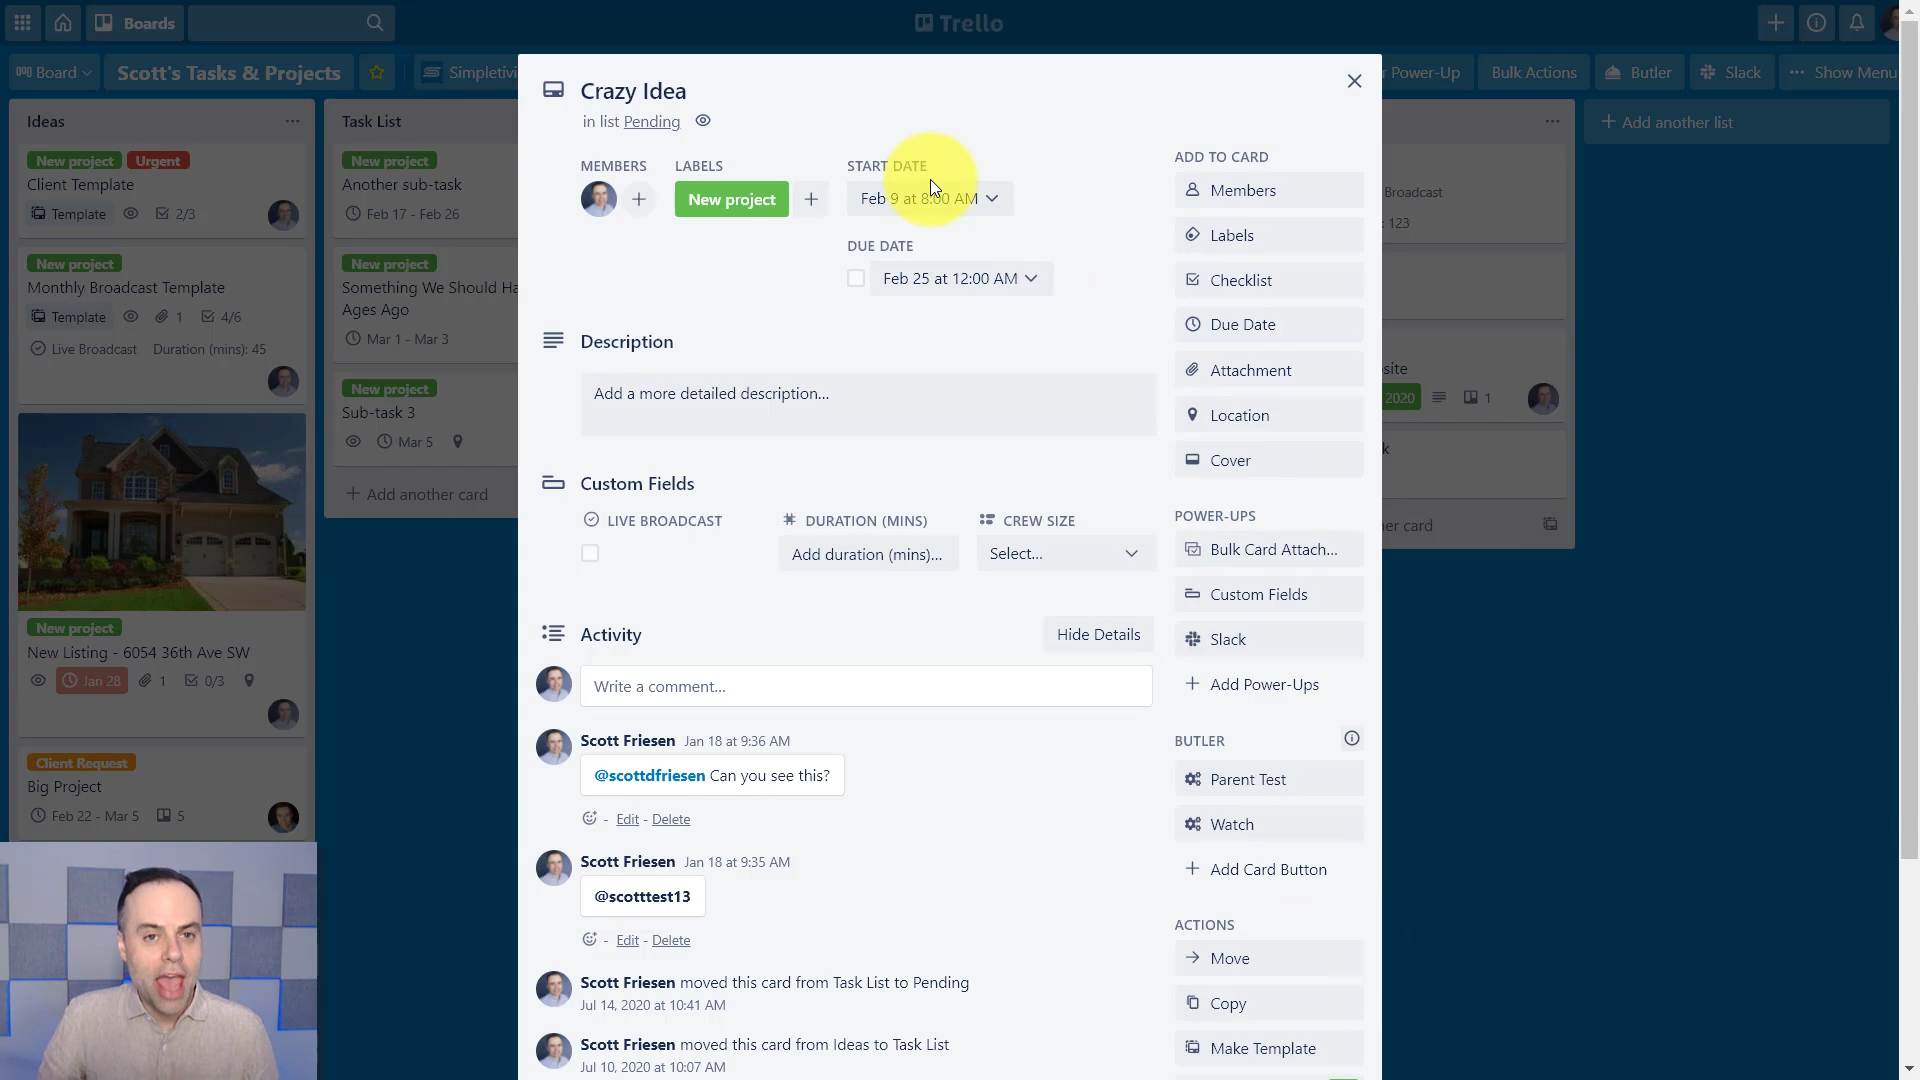 Boards
Trello
Board
Scott's Tasks & Projects
Power-Up
Bulk Actions
Butler
Slack
Show Menu
Ideas
New project
Urgent
Client Template
Template
2/3
New project
Monthly Broadcast Template
Template
1
4/6
Live Broadcast
Duration (mins): 45
New project
New Listing - 6054 36th Ave SW
Jan 28
1
0/3
Client Request
Big Project
Feb 22 - Mar 5
5
Task List
New project
Another sub-task
Feb 17 - Feb 26
New project
Something We Should Ha
Ages Ago
Mar 1 - Mar 3
New project
Sub-task 3
Mar 5
+ Add another card
Crazy Idea
in list Pending
MEMBERS
LABELS
START DATE
New project
Feb 9 at 8:00 AM
DUE DATE
Feb 25 at 12:00 AM
Description
Add a more detailed description...
Custom Fields
LIVE BROADCAST
DURATION (MINS)
CREW SIZE
Add duration (mins)...
Select...
Activity
Hide Details
Write a comment...
Scott Friesen Jan 18 at 9:36 AM
@scottdfriesen Can you see this?
- Edit - Delete
Scott Friesen Jan 18 at 9:35 AM
@scotttest13
- Edit - Delete
Scott Friesen moved this card from Task List to Pending
Jul 14, 2020 at 10:41 AM
Scott Friesen moved this card from Ideas to Task List
Jul 10, 2020 at 10:07 AM
ADD TO CARD
Members
Labels
Checklist
Due Date
Attachment
Location
Cover
POWER-UPS
Bulk Card Attach...
Custom Fields
Slack
+ Add Power-Ups
BUTLER
Parent Test
Watch
+ Add Card Button
ACTIONS
Move
Copy
Make Template
Broadcast
: 123
2020
1
+ Add another list